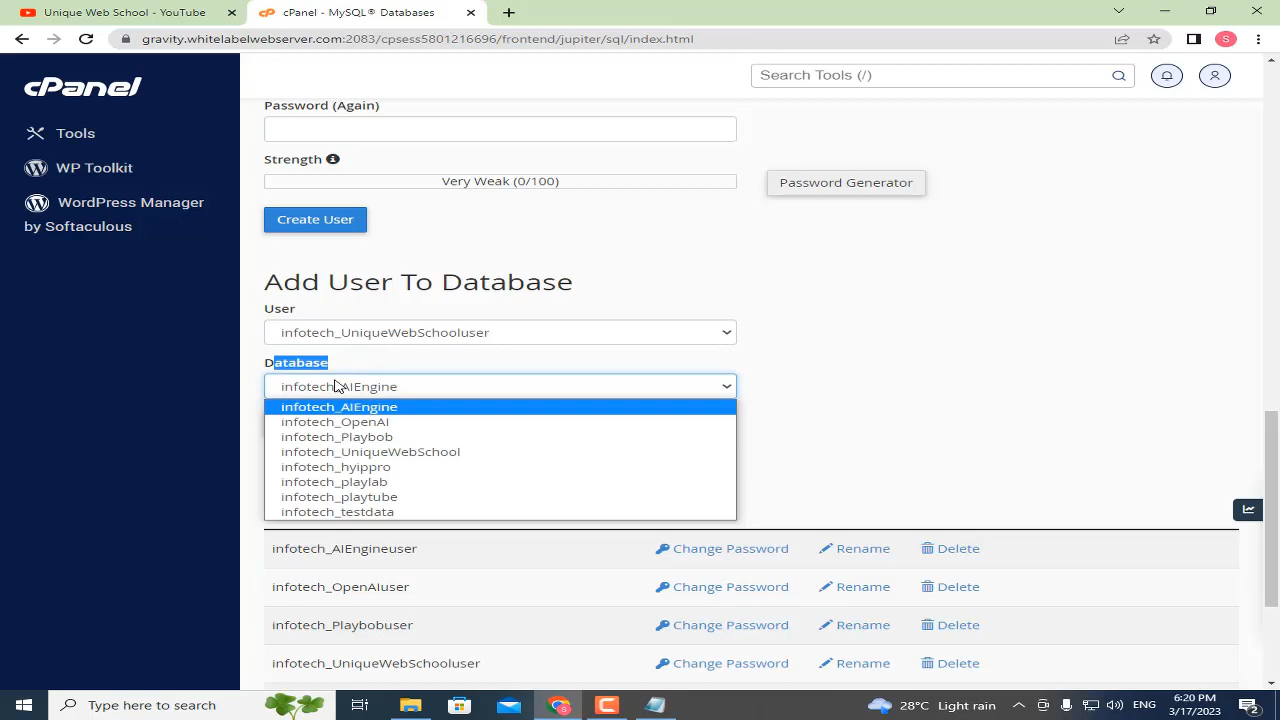 Unique Web School - YouTube
cPanel - MySQL® Databases
gravity.whitelabelwebserver.com:2083/cpsess5801216696/frontend/jupiter/sql/index.html
S
cPanel
Search Tools (/)
Tools
WP Toolkit
WordPress Manager
by Softaculous
Password (Again)
Strength
Very Weak (0/100)
Password Generator
Create User
Add User To Database
User
infotech_UniqueWebSchooluser
Database
infotech_AIEngine
infotech_AIEngine
infotech_OpenAI
infotech_Playbob
infotech_UniqueWebSchool
infotech_hyippro
infotech_playlab
infotech_playtube
infotech_testdata
infotech_AIEngineuser Change Password Rename Delete
infotech_OpenAIuser Change Password Rename Delete
infotech_Playbobuser Change Password Rename Delete
infotech_UniqueWebSchooluser Change Password Rename Delete
Type here to search
28°C Light rain
ENG
6:20 PM
3/17/2023
2